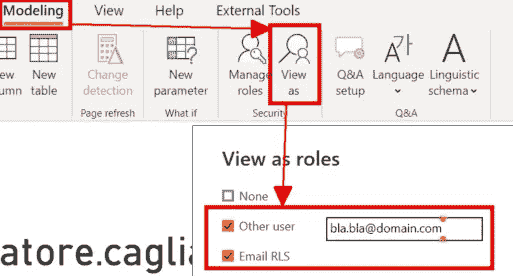 Modeling View Help External Tools
New Change New Manage View Q&A Language Linguistic
column table detection parameter roles as setup schema
Page refresh What if Security Q&A
View as roles
None
Other user bla.bla@domain.com
Email RLS
atore.caglia